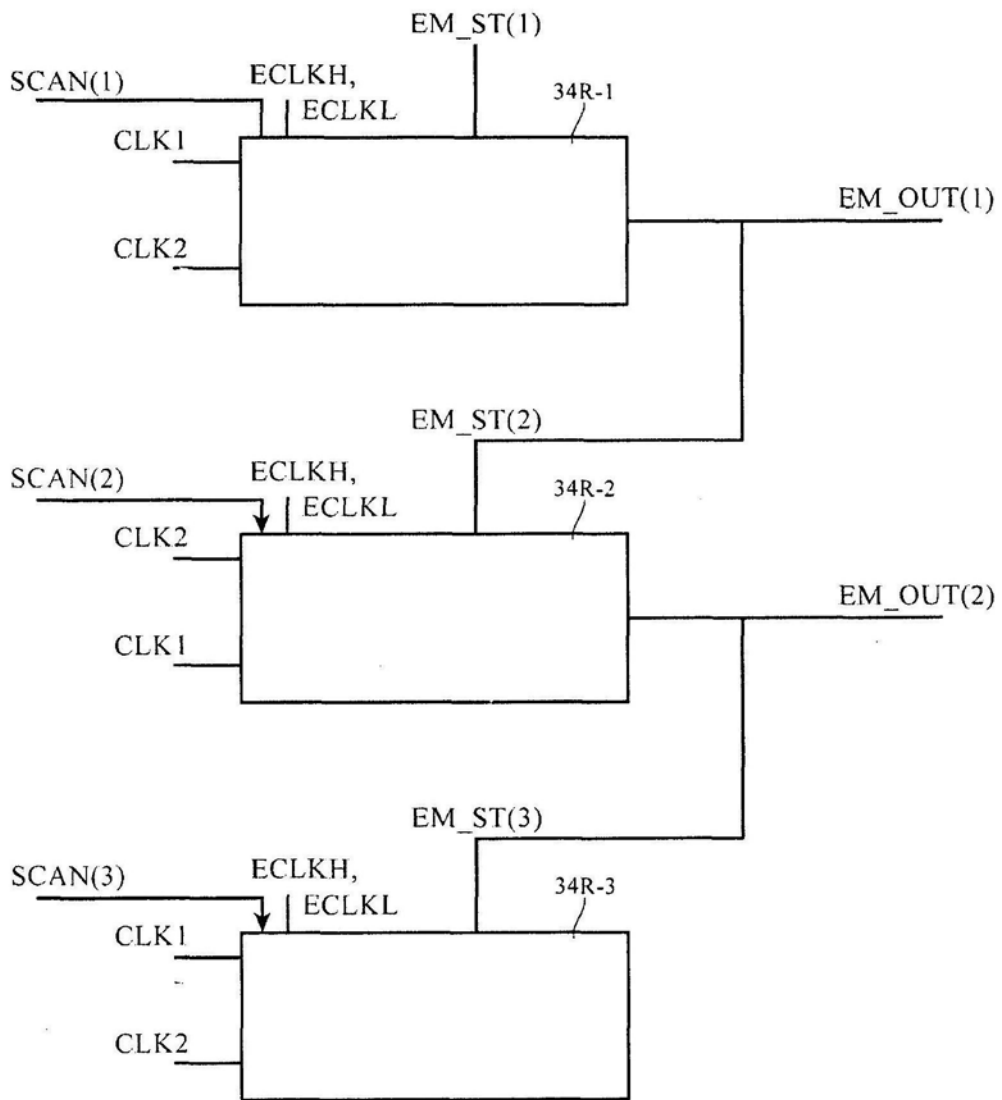 EM_ST(1)
SCAN(1)
ECLKH,
ECLKL
34R-1
CLK1
EM_OUT(1)
CLK2
EM_ST(2)
SCAN(2)
ECLKH,
ECLKL
34R-2
CLK2
EM_OUT(2)
CLK1
EM_ST(3)
SCAN(3)
ECLKH,
ECLKL
34R-3
CLK1
CLK2